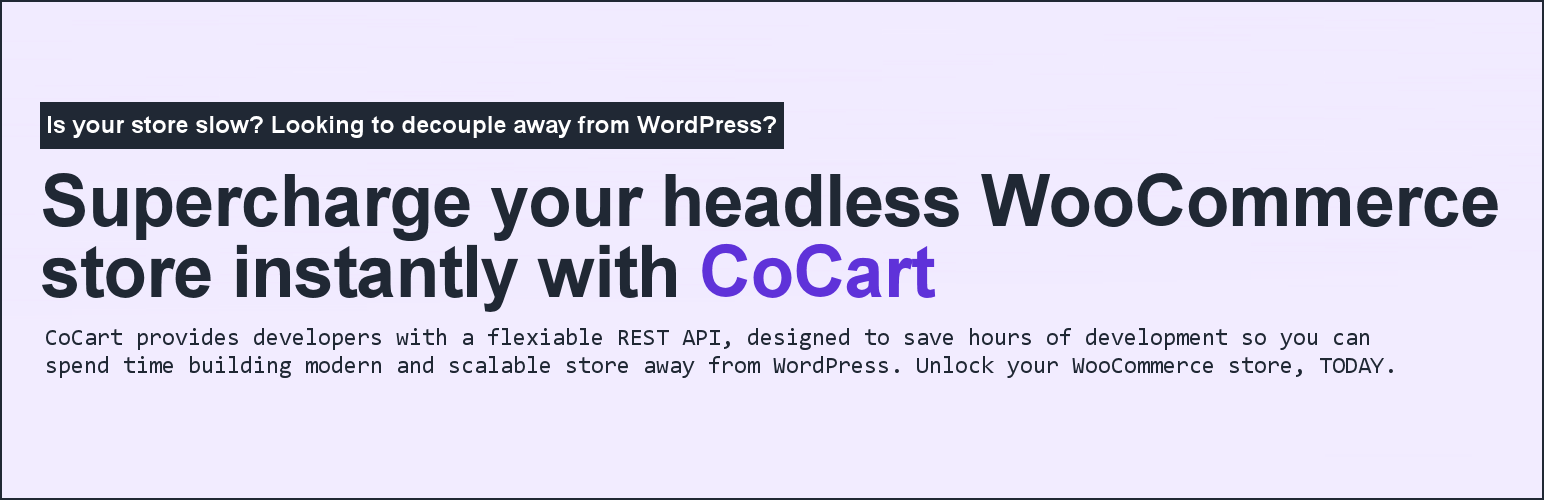 Is your store slow? Looking to decouple away from WordPress?
Supercharge your headless WooCommerce
store instantly with CoCart
CoCart provides developers with a flexiable REST API, designed to save hours of development so you can
spend time building modern and scalable store away from WordPress. Unlock your WooCommerce store, TODAY.